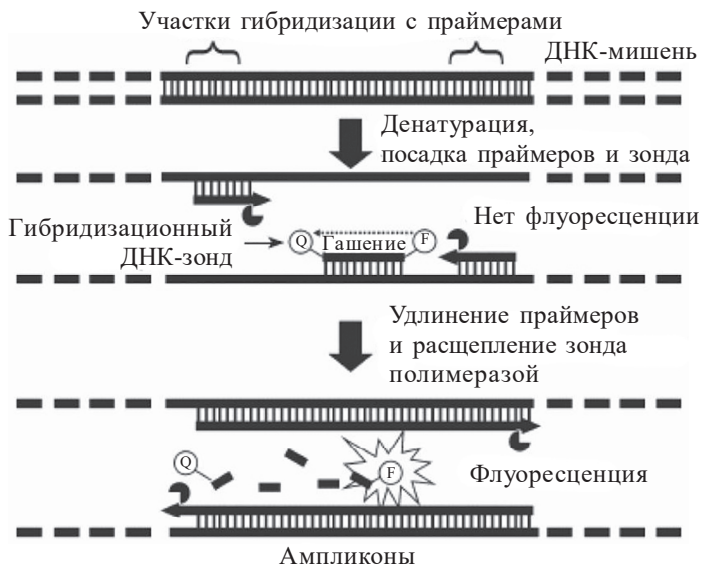 Участки гибридизации с праймерами
ДНК-мишень
Денатурация,
посадка праймеров и зонда
Нет флуоресценции
Гибридизационный
ДНК-зонд
Q
Гашение
F
Удлинение праймеров
и расщепление зонда
полимеразой
Q
F
Флуоресценция
Ампликоны